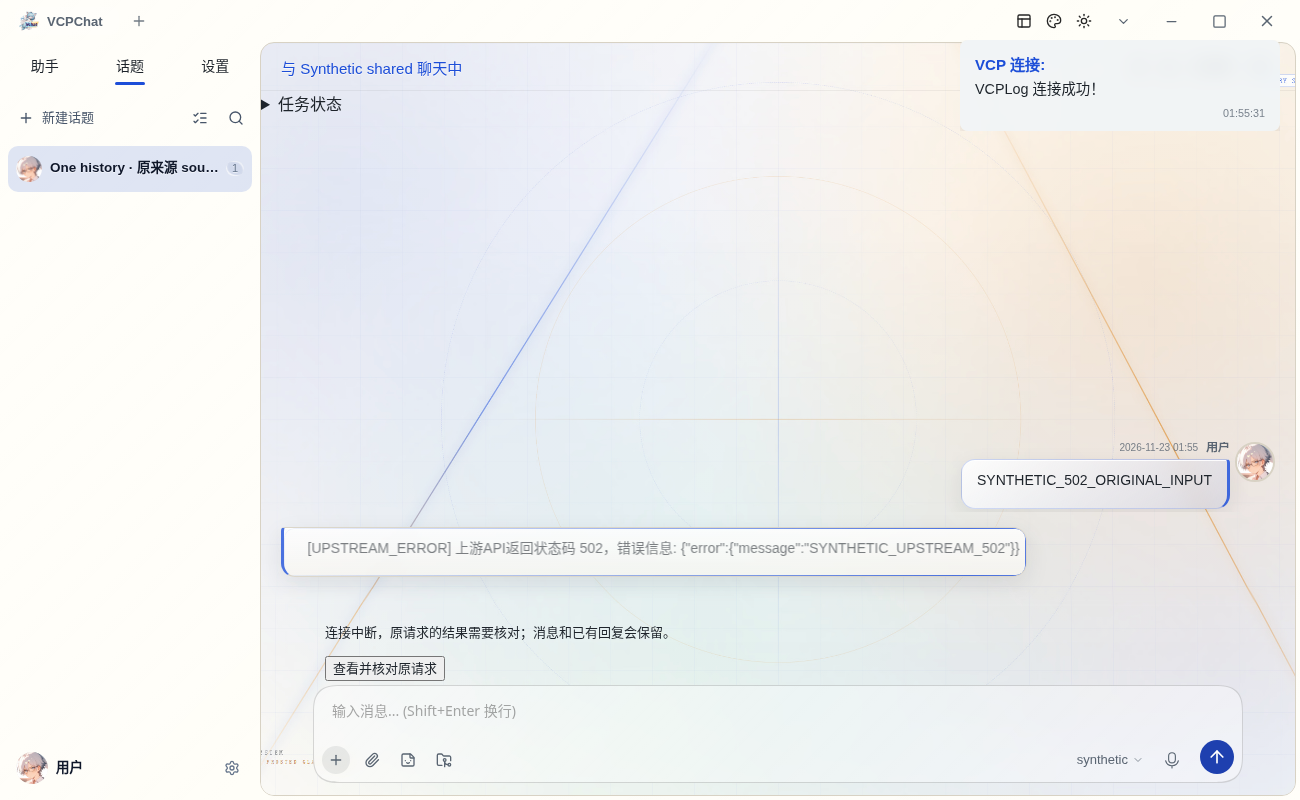 VCPChat
助手 话题 设置
新建话题
One history · 原来源 sou… 1
用户
与 Synthetic shared 聊天中
任务状态
VCP 连接:
VCPLog 连接成功!
01:55:31
2026-11-23 01:55 用户
SYNTHETIC_502_ORIGINAL_INPUT
[UPSTREAM_ERROR] 上游API返回状态码 502，错误信息: {"error":{"message":"SYNTHETIC_UPSTREAM_502"}}
连接中断，原请求的结果需要核对；消息和已有回复会保留。
查看并核对原请求
输入消息... (Shift+Enter 换行)
synthetic